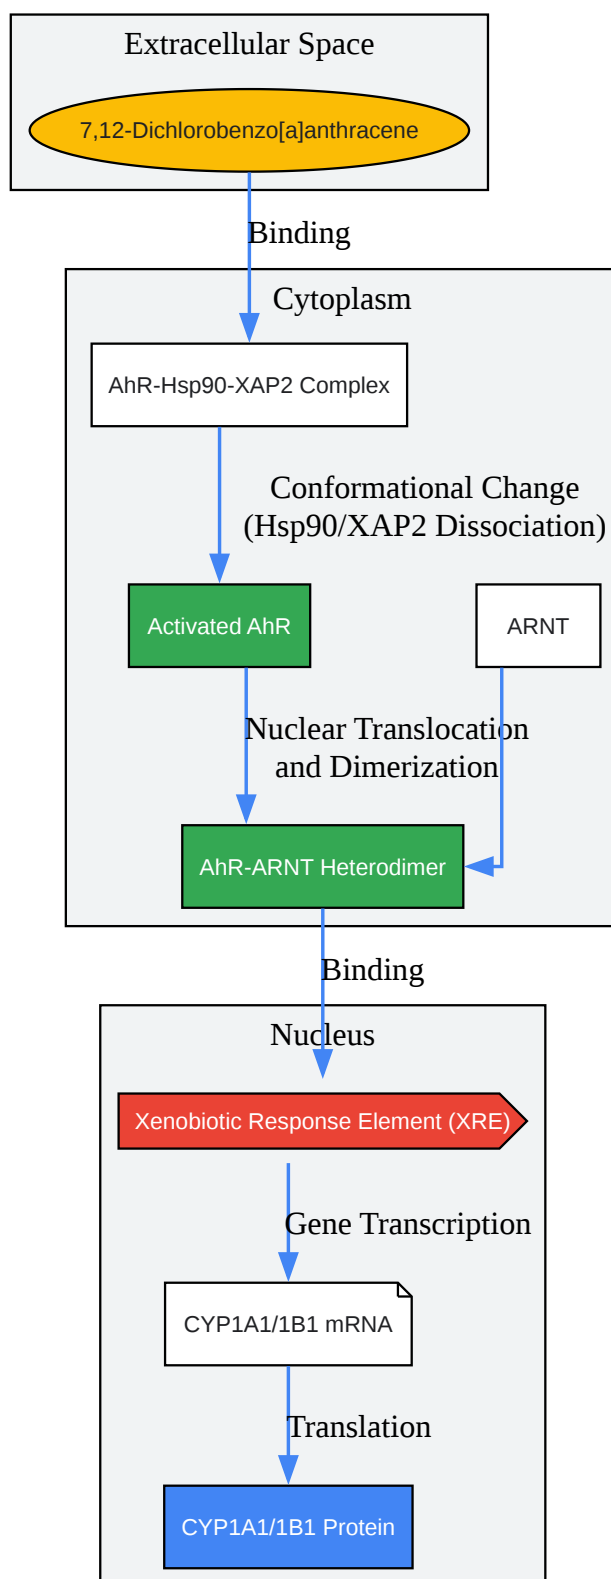 Extracellular Space
7,12-Dichlorobenzo[a]anthracene
Binding
Cytoplasm
AhR-Hsp90-XAP2 Complex
Conformational Change
(Hsp90/XAP2 Dissociation)
Activated AhR
ARNT
Nuclear Translocation
and Dimerization
AhR-ARNT Heterodimer
Binding
Nucleus
Xenobiotic Response Element (XRE)
Gene Transcription
CYP1A1/1B1 mRNA
Translation
CYP1A1/1B1 Protein